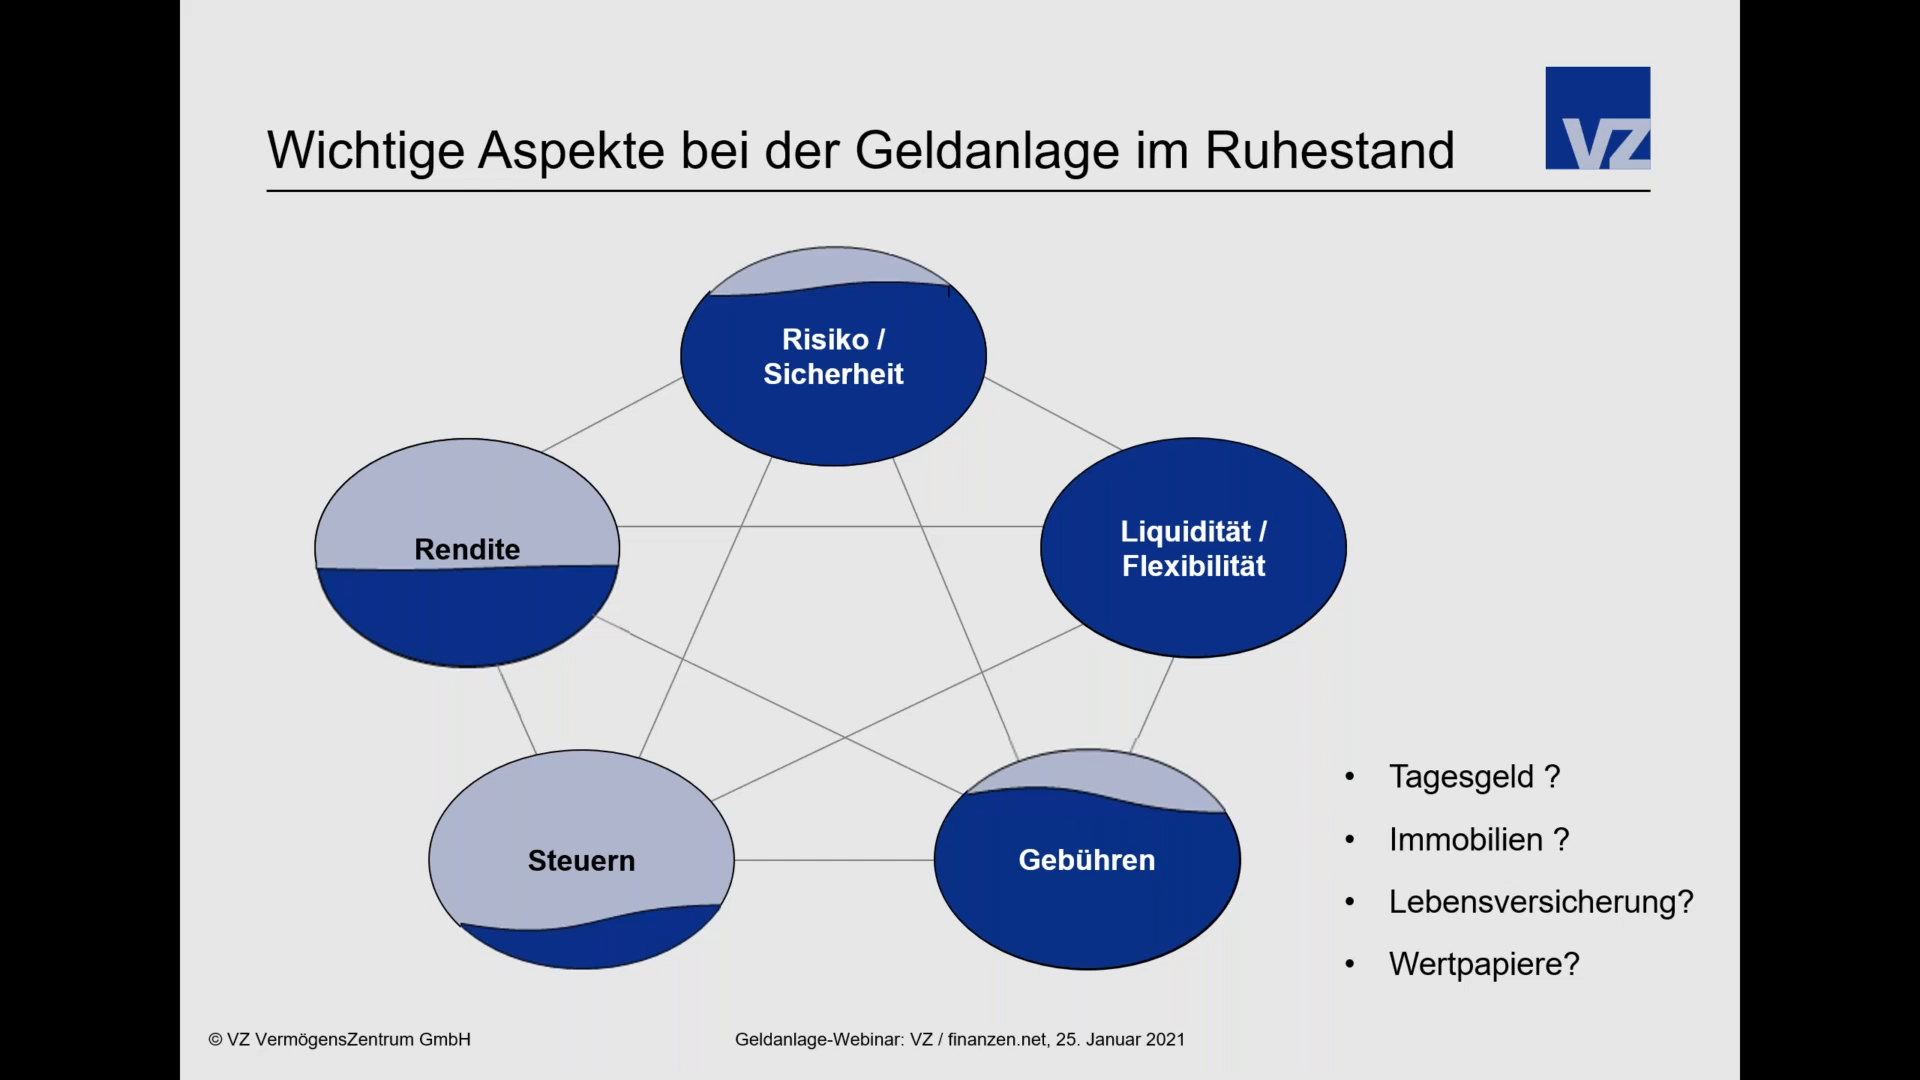 Wichtige Aspekte bei der Geldanlage im Ruhestand
VZ
Risiko /
Sicherheit
Rendite
Liquidität /
Flexibilität
Steuern
Gebühren
• Tagesgeld ?
• Immobilien ?
• Lebensversicherung?
• Wertpapiere?
© VZ VermögensZentrum GmbH
Geldanlage-Webinar: VZ / finanzen.net, 25. Januar 2021